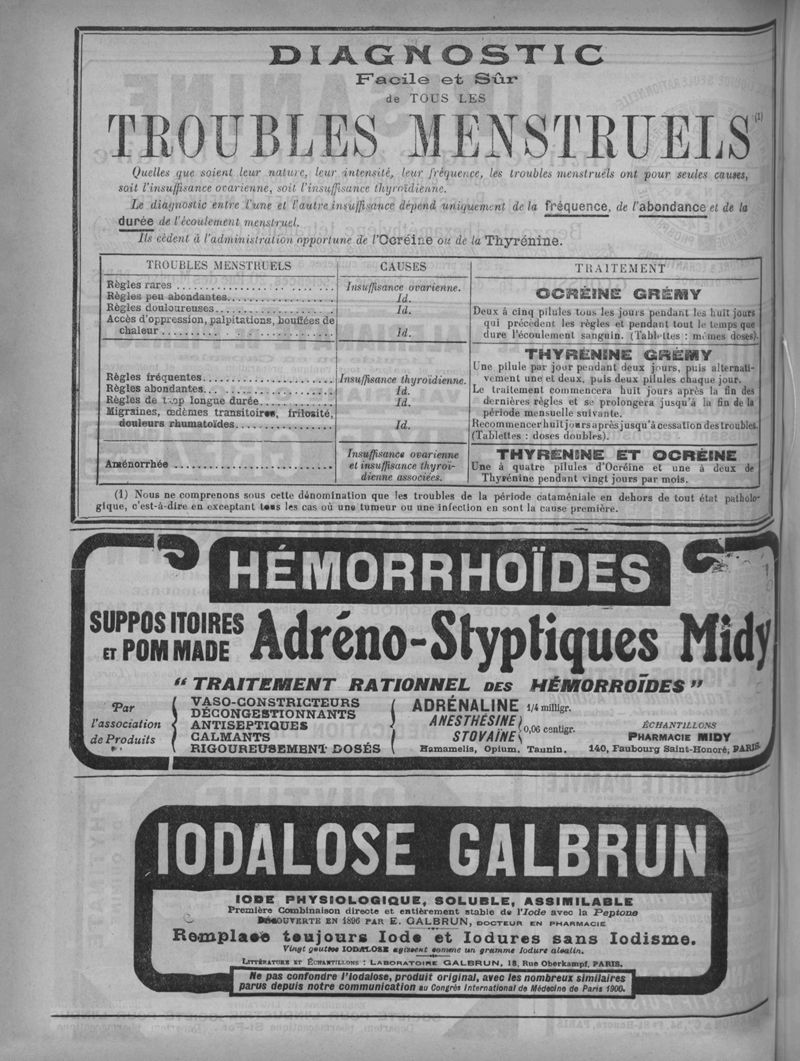 DIAGNOSTIC
Facile et Sûr
de TOUS LES
TROUBLES MENSTRUELS (1)
Quelles que soient leur nature, leur intensité, leur fréquence, les troubles menstruels ont pour seules causes,
soit l'insuffisance ovarienne, soit l'insuffisance thyroïdienne.
Le diagnostic entre l'une et l'autre insuffisance dépend uniquement de la fréquence, de l'abondance et de la
durée de l'écoulement menstruel.
Ils cèdent à l'administration opportune de l'Ocréine ou de la Thyrénine.
TROUBLES MENSTRUELS CAUSES TRAITEMENT
Règles rares Insuffisance ovarienne.
Règles peu abondantes Id.
Règles douloureuses Id.
Accès d'oppression, palpitations, bouffées de
chaleur Id.
OCRÉINE GRÉMY
Deux à cinq pilules tous les jours pendant les huit jours
qui précèdent les règles et pendant tout le temps que
dure l'écoulement sanguin. (Tablettes : mêmes doses).
Règles fréquentes Insuffisance thyroïdienne.
Règles abondantes Id.
Règles de trop longue durée Id.
Migraines, œdèmes transitoires, frilosité,
douleurs rhumatoïdes Id.
THYRÉNINE GRÉMY
Une pilule par jour pendant deux jours, puis alternati-
vement une et deux, puis deux pilules chaque jour.
Le traitement commencera huit jours après la fin des
dernières règles et se prolongera jusqu'à la fin de la
période mensuelle suivante.
Recommencer huit jours après jusqu'à cessation des troubles.
(Tablettes : doses doubles).
Aménorrhée
Insuffisance ovarienne
et insuffisance thyroï-
dienne associées.
THYRÉNINE ET OCRÉINE
Une à quatre pilules d'Ocréine et une à deux de
Thyrénine pendant vingt jours par mois.
(1) Nous ne comprenons sous cette dénomination que les troubles de la période cataméniale en dehors de tout état patholo-
gique, c'est-à-dire en exceptant tous les cas où une tumeur ou une infection en sont la cause première.
HÉMORRHOÏDES
SUPPOSITOIRES
ET POMMADE
Adréno-Styptiques Midy
“ TRAITEMENT RATIONNEL DES HÉMORROÏDES ”
Par
l'association
de Produits
VASO-CONSTRICTEURS
DÉCONGESTIONNANTS
ANTISEPTIQUES
CALMANTS
RIGOUREUSEMENT DOSÉS
ADRÉNALINE 1/4 milligr.
ANESTHÉSINE
STOVAÏNE
0,06 centigr.
Hamamelis, Opium, Tannin.
ÉCHANTILLONS
PHARMACIE MIDY
140, Faubourg Saint-Honoré, PARIS
IODALOSE GALBRUN
IODE PHYSIOLOGIQUE, SOLUBLE, ASSIMILABLE
Première Combinaison directe et entièrement stable de l'Iode avec la Peptone
DÉCOUVERTE EN 1896 PAR E. GALBRUN, DOCTEUR EN PHARMACIE
Remplace toujours Iode et Iodures sans Iodisme.
Vingt gouttes IODALOSE agissent comme un gramme Iodure alcalin.
LITTÉRATURE ET ÉCHANTILLONS : LABORATOIRE GALBRUN, 18, Rue Oberkampf, PARIS.
Ne pas confondre l'Iodalose, produit original, avec les nombreux similaires
parus depuis notre communication au Congrès International de Médecine de Paris 1900.